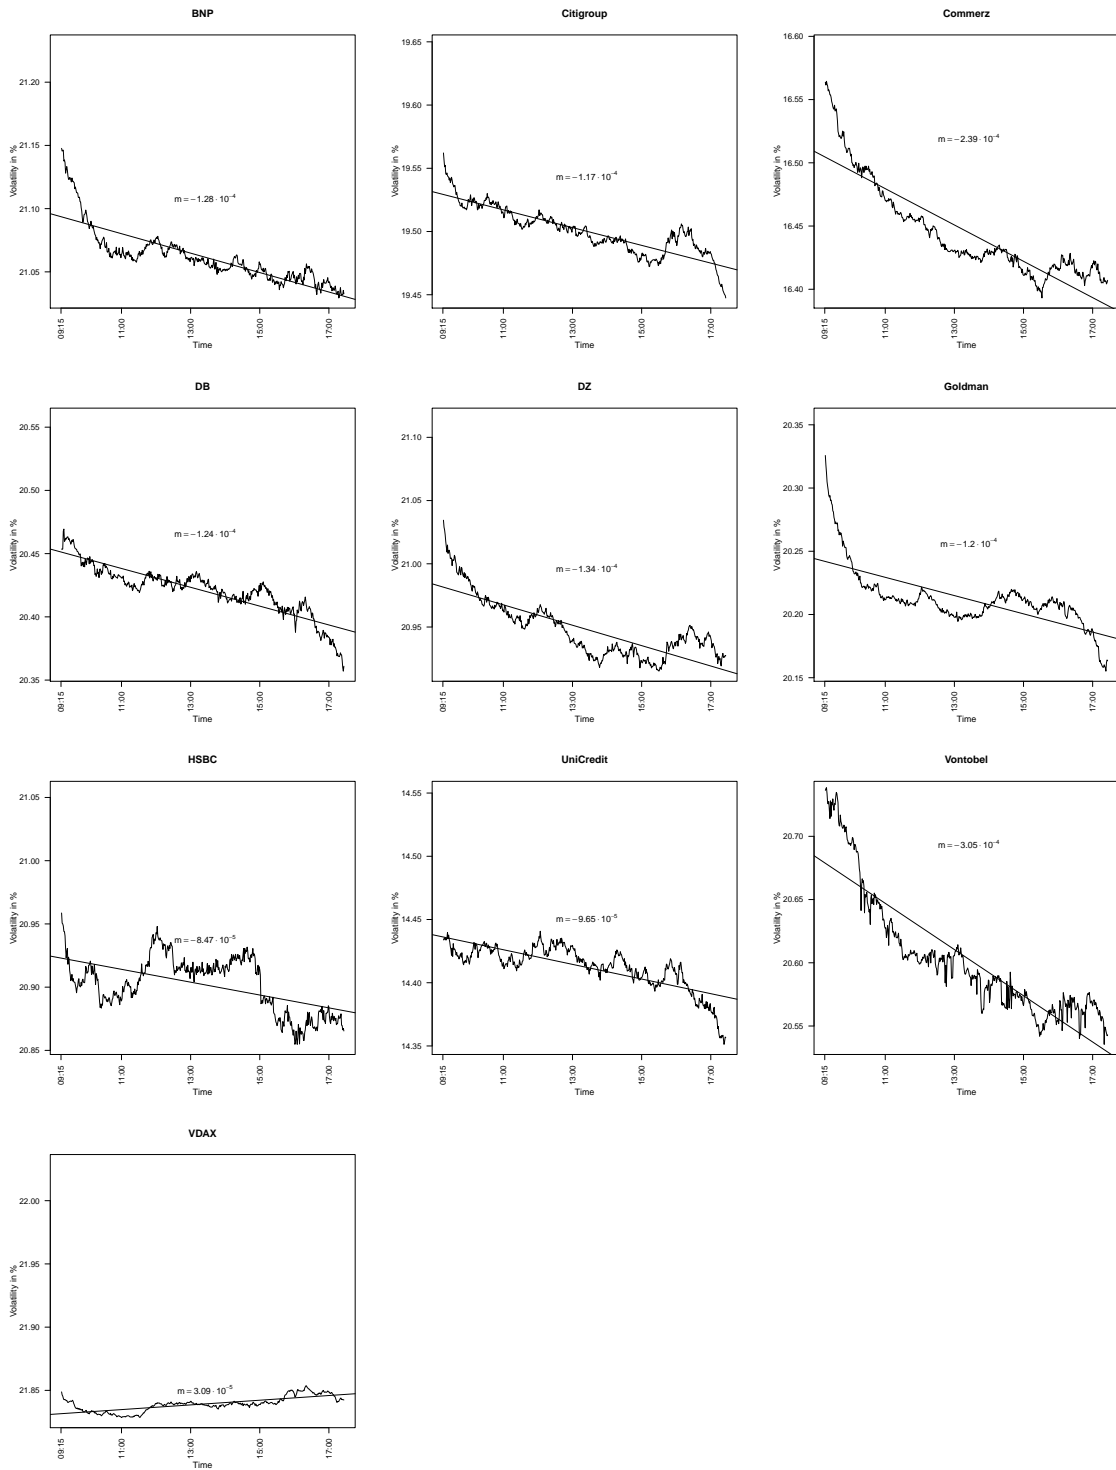 BNP
Volatility in %
21.20
21.15
21.10
21.05
m = −1.28 · 10⁻⁴
09:15
11:00
13:00
15:00
17:00
Time
Citigroup
Volatility in %
19.65
19.60
19.55
19.50
19.45
m = −1.17 · 10⁻⁴
09:15
11:00
13:00
15:00
17:00
Time
Commerz
Volatility in %
16.60
16.55
16.50
16.45
16.40
m = −2.39 · 10⁻⁴
09:15
11:00
13:00
15:00
17:00
Time
DB
Volatility in %
20.55
20.50
20.45
20.40
20.35
m = −1.24 · 10⁻⁴
09:15
11:00
13:00
15:00
17:00
Time
DZ
Volatility in %
21.10
21.05
21.00
20.95
m = −1.34 · 10⁻⁴
09:15
11:00
13:00
15:00
17:00
Time
Goldman
Volatility in %
20.35
20.30
20.25
20.20
20.15
m = −1.2 · 10⁻⁴
09:15
11:00
13:00
15:00
17:00
Time
HSBC
Volatility in %
21.05
21.00
20.95
20.90
20.85
m = −8.47 · 10⁻⁵
09:15
11:00
13:00
15:00
17:00
Time
UniCredit
Volatility in %
14.55
14.50
14.45
14.40
14.35
m = −9.65 · 10⁻⁵
09:15
11:00
13:00
15:00
17:00
Time
Vontobel
Volatility in %
20.70
20.65
20.60
20.55
m = −3.05 · 10⁻⁴
09:15
11:00
13:00
15:00
17:00
Time
VDAX
Volatility in %
22.00
21.95
21.90
21.85
m = 3.09 · 10⁻⁵
09:15
11:00
13:00
15:00
17:00
Time